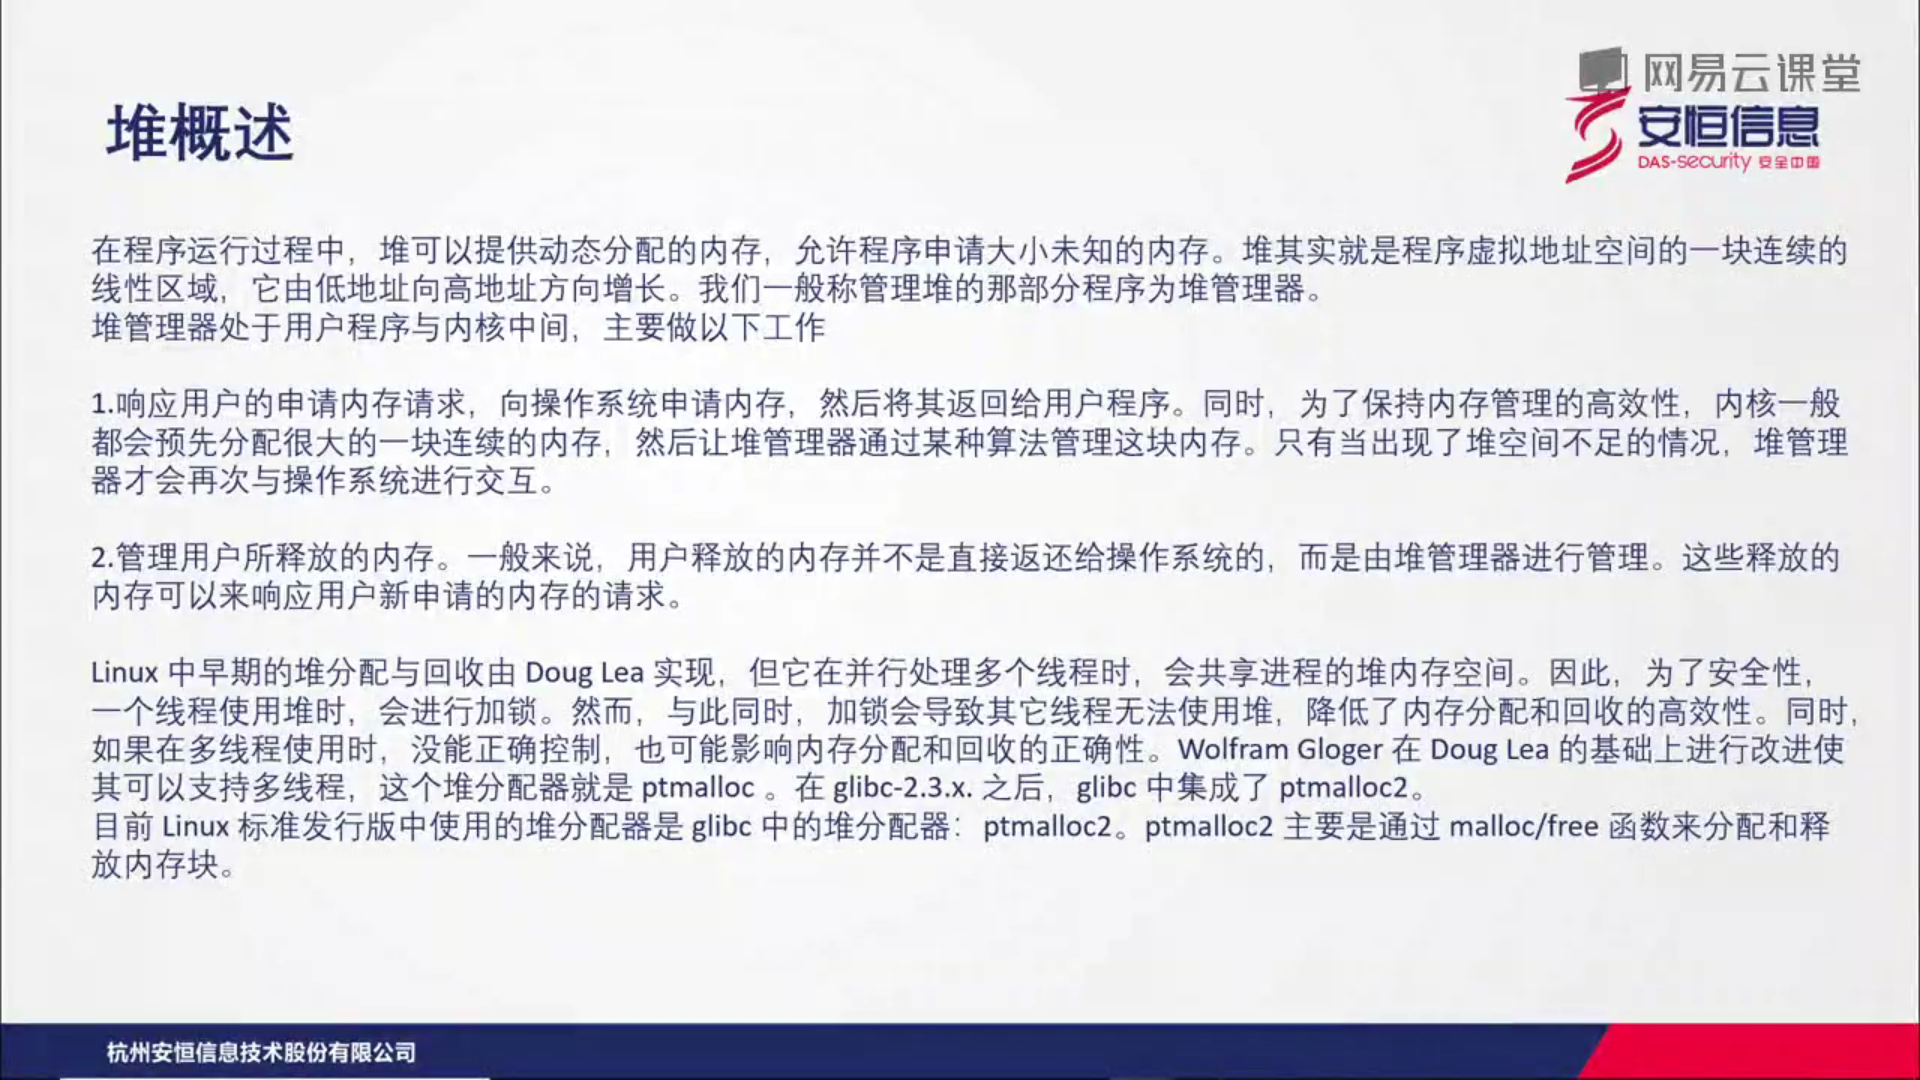 网易云课堂
堆概述
安恒信息
DAS-security 安全中国
在程序运行过程中，堆可以提供动态分配的内存，允许程序申请大小未知的内存。堆其实就是程序虚拟地址空间的一块连续的
线性区域，它由低地址向高地址方向增长。我们一般称管理堆的那部分程序为堆管理器。
堆管理器处于用户程序与内核中间，主要做以下工作
1.响应用户的申请内存请求，向操作系统申请内存，然后将其返回给用户程序。同时，为了保持内存管理的高效性，内核一般
都会预先分配很大的一块连续的内存，然后让堆管理器通过某种算法管理这块内存。只有当出现了堆空间不足的情况，堆管理
器才会再次与操作系统进行交互。
2.管理用户所释放的内存。一般来说，用户释放的内存并不是直接返还给操作系统的，而是由堆管理器进行管理。这些释放的
内存可以来响应用户新申请的内存的请求。
Linux 中早期的堆分配与回收由 Doug Lea 实现，但它在并行处理多个线程时，会共享进程的堆内存空间。因此，为了安全性，
一个线程使用堆时，会进行加锁。然而，与此同时，加锁会导致其它线程无法使用堆，降低了内存分配和回收的高效性。同时，
如果在多线程使用时，没能正确控制，也可能影响内存分配和回收的正确性。Wolfram Gloger 在 Doug Lea 的基础上进行改进使
其可以支持多线程，这个堆分配器就是 ptmalloc 。在 glibc-2.3.x. 之后，glibc 中集成了 ptmalloc2。
目前 Linux 标准发行版中使用的堆分配器是 glibc 中的堆分配器：ptmalloc2。ptmalloc2 主要是通过 malloc/free 函数来分配和释
放内存块。
杭州安恒信息技术股份有限公司